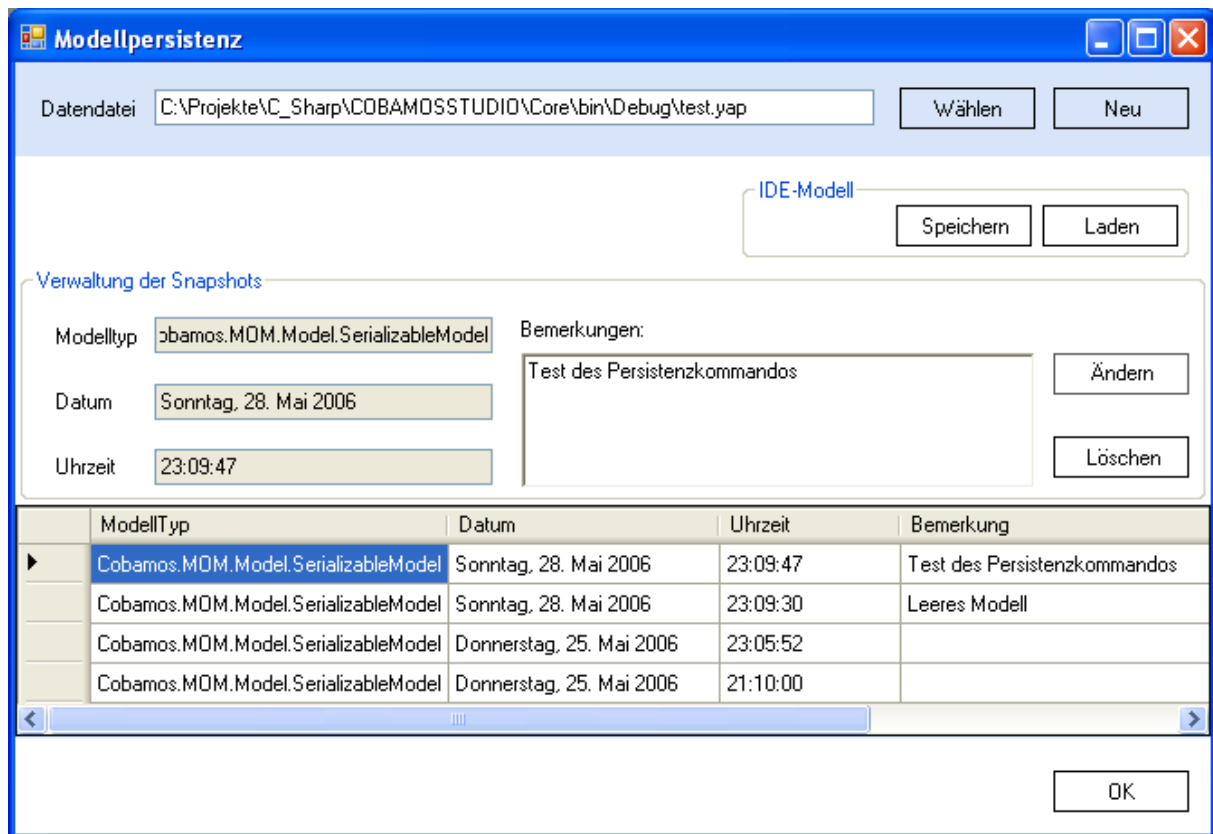 Modellpersistenz
Datendatei C:\Projekte\C_Sharp\COBAMOSSTUDIO\Core\bin\Debug\test.yap Wählen Neu
IDE-Modell
Speichern Laden
Verwaltung der Snapshots
Modelltyp obamos.MOM.Model.SerializableModel
Datum Sonntag, 28. Mai 2006
Uhrzeit 23:09:47
Bemerkungen:
Test des Persistenzkommandos
Ändern
Löschen
ModellTyp Datum Uhrzeit Bemerkung
Cobamos.MOM.Model.SerializableModel Sonntag, 28. Mai 2006 23:09:47 Test des Persistenzkommandos
Cobamos.MOM.Model.SerializableModel Sonntag, 28. Mai 2006 23:09:30 Leeres Modell
Cobamos.MOM.Model.SerializableModel Donnerstag, 25. Mai 2006 23:05:52
Cobamos.MOM.Model.SerializableModel Donnerstag, 25. Mai 2006 21:10:00
OK